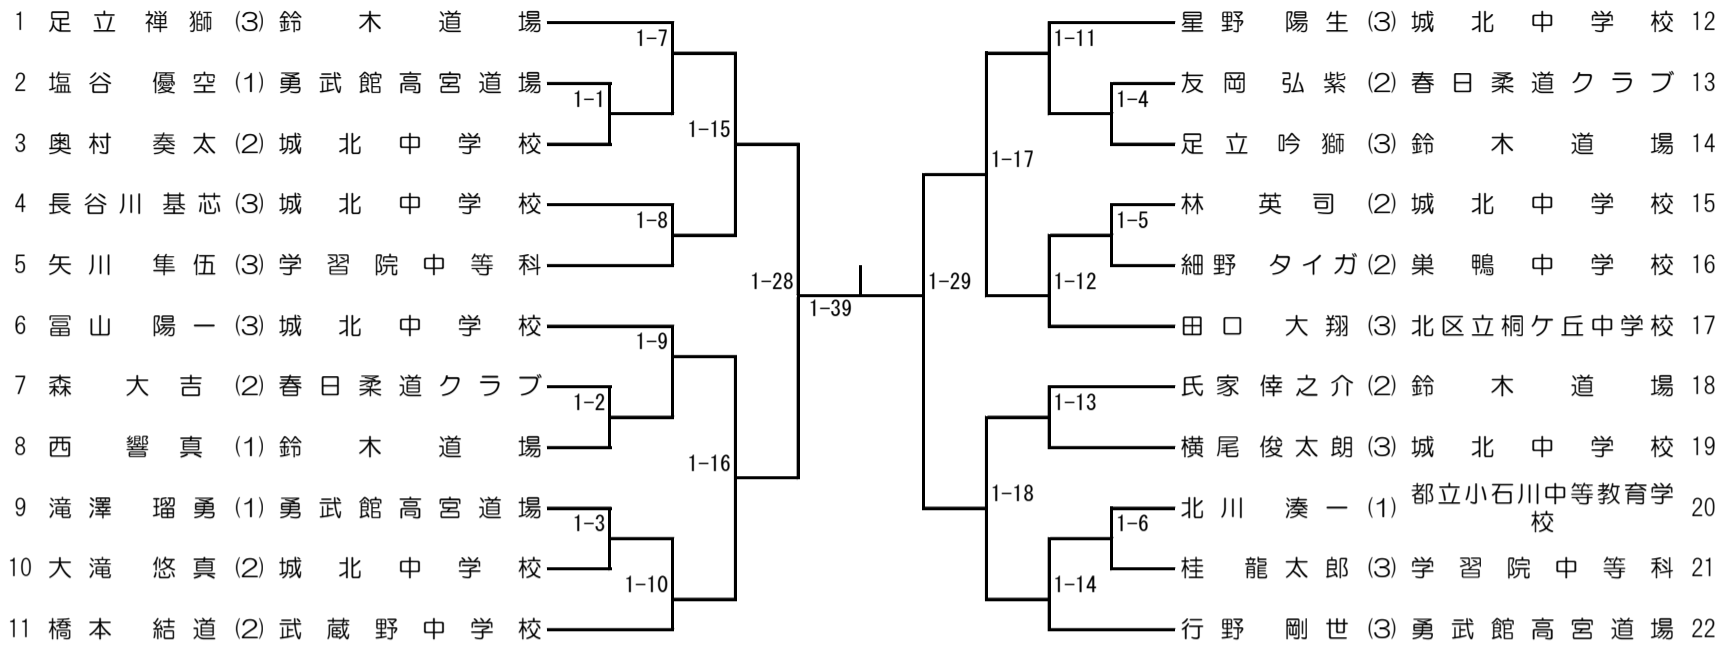 1 足立禅獅 (3) 鈴木道場
1-7
2 塩谷優空 (1) 勇武館高宮道場
1-1
3 奥村奏太 (2) 城北中学校
1-15
4 長谷川基芯 (3) 城北中学校
1-8
5 矢川隼伍 (3) 学習院中等科
1-28
6 冨山陽一 (3) 城北中学校
1-9
7 森大吉 (2) 春日柔道クラブ
1-2
8 西響真 (1) 鈴木道場
1-16
9 滝澤瑠勇 (1) 勇武館高宮道場
1-3
10 大滝悠真 (2) 城北中学校
1-10
11 橋本結道 (2) 武蔵野中学校
1-39
星野陽生 (3) 城北中学校 12
1-11
友岡弘紫 (2) 春日柔道クラブ 13
1-4
足立吟獅 (3) 鈴木道場 14
1-17
林英司 (2) 城北中学校 15
1-5
細野タイガ (2) 巣鴨中学校 16
1-29
1-12
田口大翔 (3) 北区立桐ケ丘中学校 17
氏家倖之介 (2) 鈴木道場 18
1-13
横尾俊太朗 (3) 城北中学校 19
1-18
北川湊一 (1) 都立小石川中等教育学校 20
1-6
桂龍太郎 (3) 学習院中等科 21
1-14
行野剛世 (3) 勇武館高宮道場 22